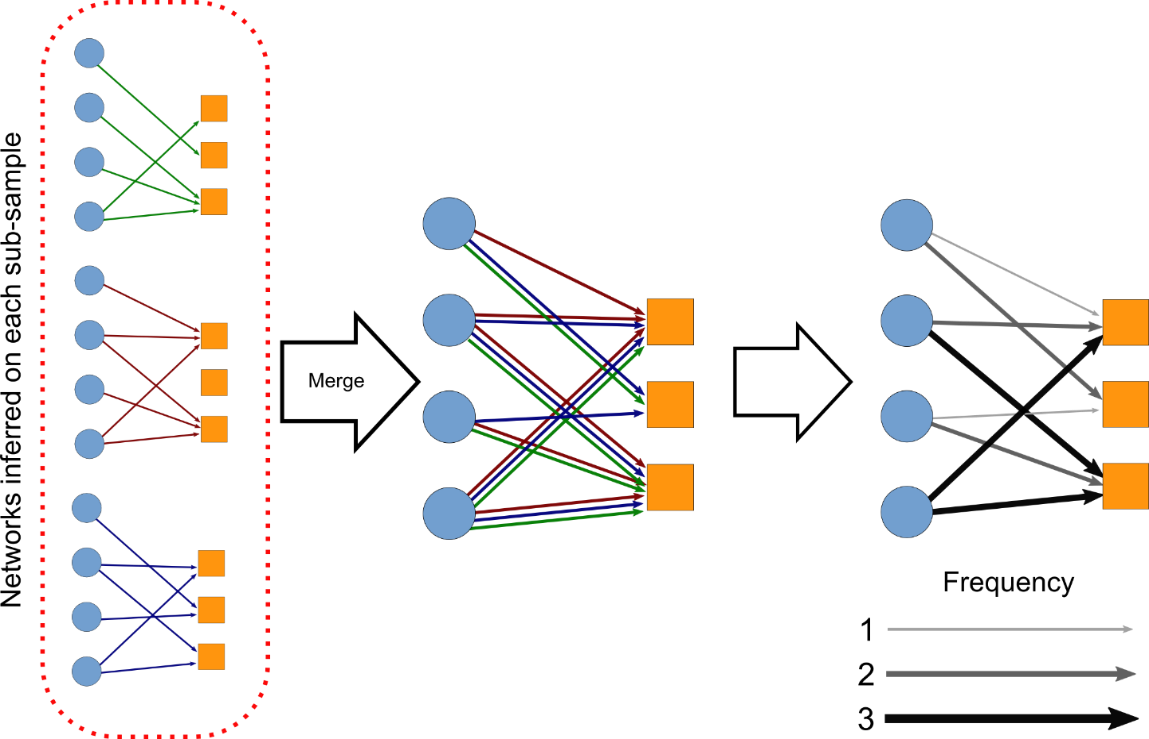 Networks inferred on each sub-sample
Merge
Frequency
1
2
3